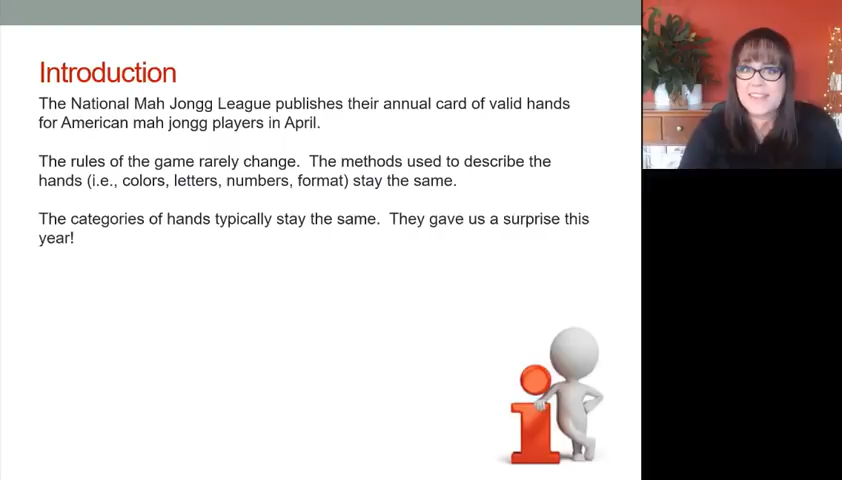 Introduction
The National Mah Jongg League publishes their annual card of valid hands
for American mah jongg players in April.
The rules of the game rarely change.  The methods used to describe the
hands (i.e., colors, letters, numbers, format) stay the same.
The categories of hands typically stay the same.  They gave us a surprise this
year!